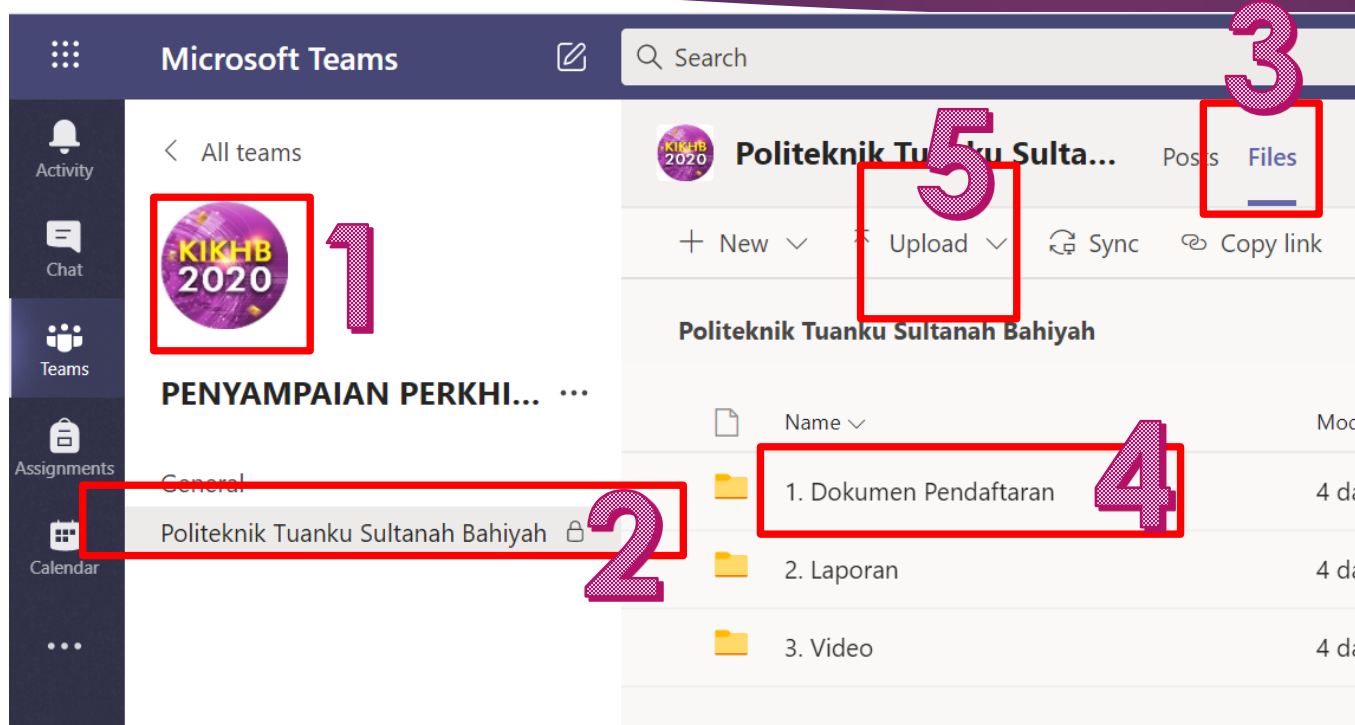 Microsoft Teams
Search
3
Activity
All teams
KIKHB
2020
Politeknik Tuanku Sulta...
Posts
Files
5
KIKHB
2020
1
Chat
New
Upload
Sync
Copy link
Politeknik Tuanku Sultanah Bahiyah
Teams
PENYAMPAIAN PERKHI...
Name
Assignments
General
1. Dokumen Pendaftaran
4
Politeknik Tuanku Sultanah Bahiyah
2
Calendar
2. Laporan
3. Video